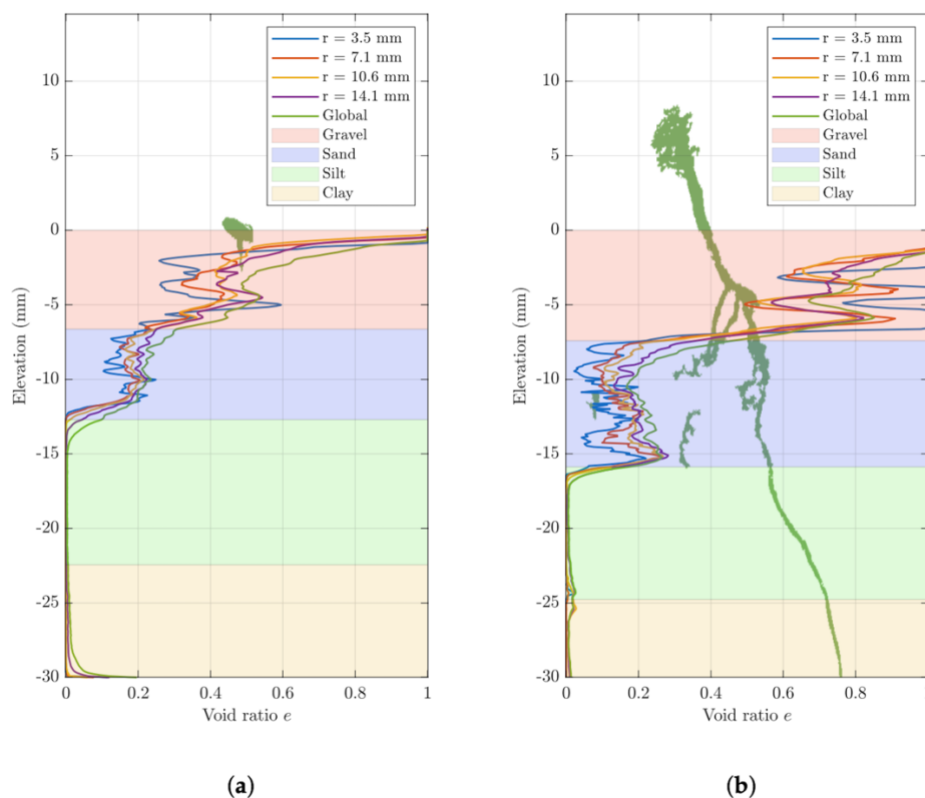 r = 3.5 mm
r = 7.1 mm
r = 10.6 mm
r = 14.1 mm
Global
Gravel
Sand
Silt
Clay
10
5
0
-5
-10
-15
-20
-25
-30
Elevation (mm)
0 0.2 0.4 0.6 0.8 1
Void ratio e
(a)
r = 3.5 mm
r = 7.1 mm
r = 10.6 mm
r = 14.1 mm
Global
Gravel
Sand
Silt
Clay
10
5
0
-5
-10
-15
-20
-25
-30
Elevation (mm)
0 0.2 0.4 0.6 0.8
Void ratio e
(b)